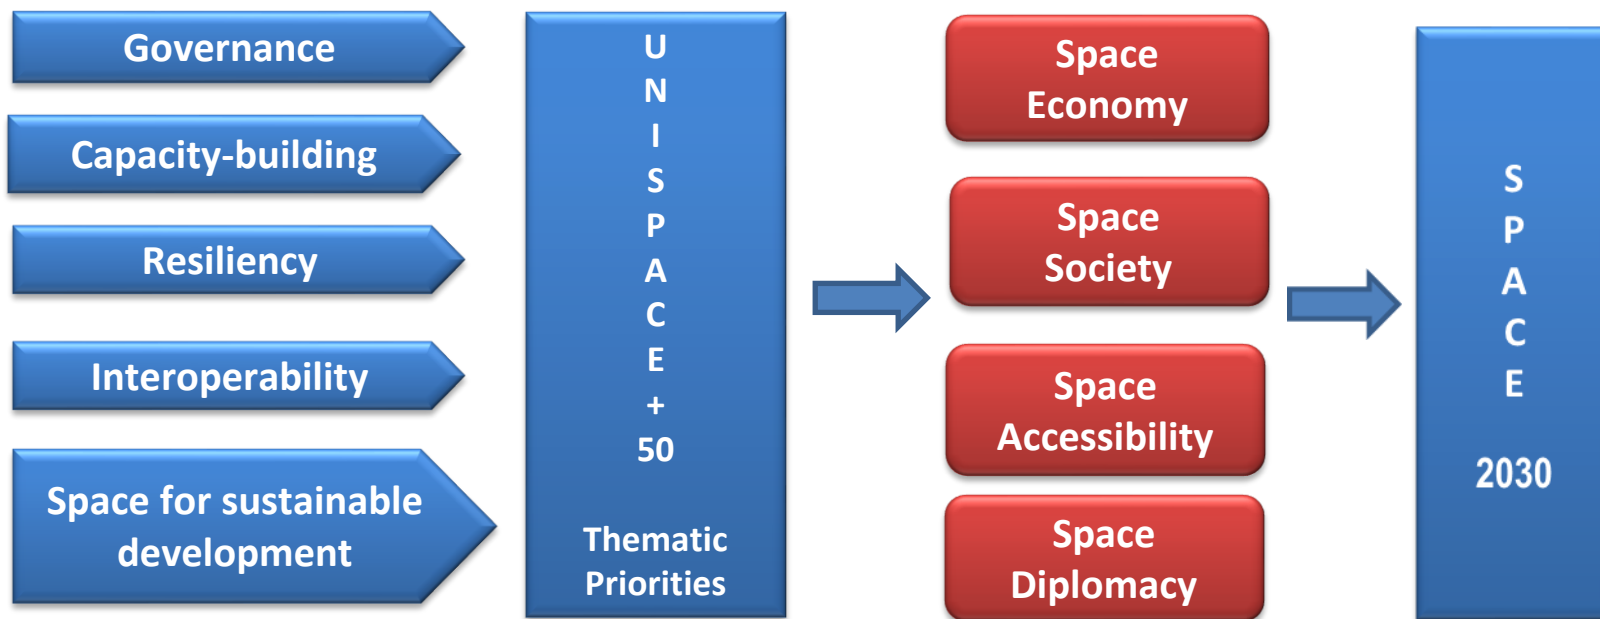 Governance
Capacity-building
Resiliency
Interoperability
Space for sustainable
development
U
N
I
S
P
A
C
E
+
50
Thematic
Priorities
Space
Economy
Space
Society
Space
Accessibility
Space
Diplomacy
S
P
A
C
E
2030